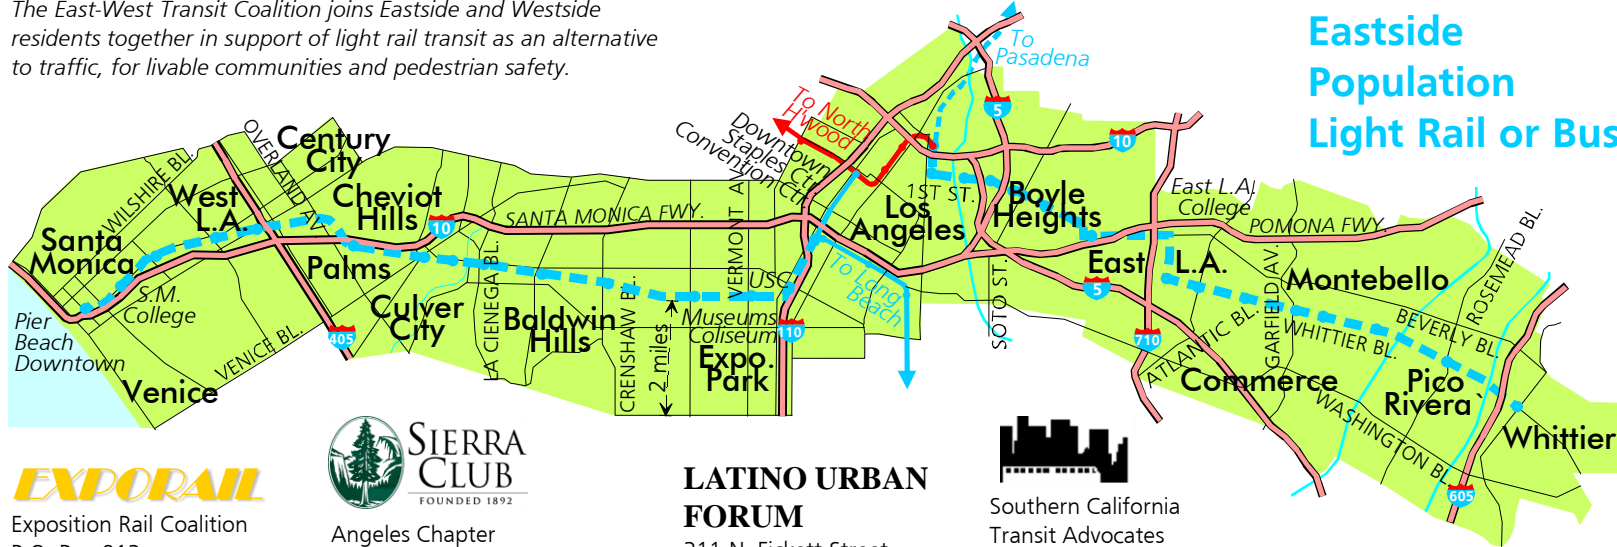 The East-West Transit Coalition joins Eastside and Westside
residents together in support of light rail transit as an alternative
to traffic, for livable communities and pedestrian safety.
Eastside
Population
Light Rail or Bus
To
Pasadena
To North
H'wood
Downtown
Staples Ctr.
Convention Ctr.
5
10
OVERLAND AV.
Century
City
WILSHIRE BL.
West
L.A.
Cheviot
Hills
10
SANTA MONICA FWY.
VERMONT AV.
1ST ST.
Los
Angeles
Boyle
Heights
East L.A.
College
POMONA FWY.
ROSEMEAD BL.
Santa
Monica
Palms
LA CIENEGA BL.
USC
To Long
Beach
SOTO ST.
East L.A.
5
GARFIELD AV.
Montebello
S.M.
College
Pier
Beach
Downtown
Culver
City
Baldwin
Hills
CRENSHAW BL.
2 miles
Museums
Coliseum
110
Expo.
Park
405
VENICE BL.
Venice
710
ATLANTIC BL.
WHITTIER BL.
BEVERLY BL.
Commerce
Pico
Rivera`
WASHINGTON BL.
Whittier
605
EXPORAIL
Exposition Rail Coalition
SIERRA
CLUB
FOUNDED 1892
Angeles Chapter
LATINO URBAN
FORUM
Southern California
Transit Advocates